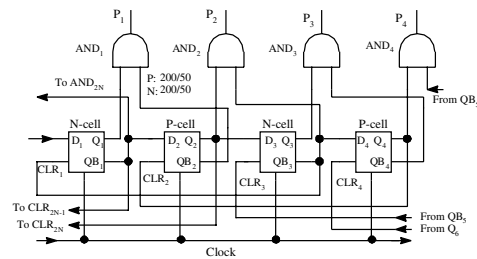 P1 P2 P3 P4
AND1 AND2 AND3 AND4
P: 200/50
N: 200/50
To AND2N
From QB5
N-cell P-cell N-cell P-cell
D1 Q1 D2 Q2 D3 Q3 D4 Q4
QB1 QB2 QB3 QB4
CLR1 CLR2 CLR3 CLR4
To CLR2N-1
From QB5
To CLR2N
From Q6
Clock